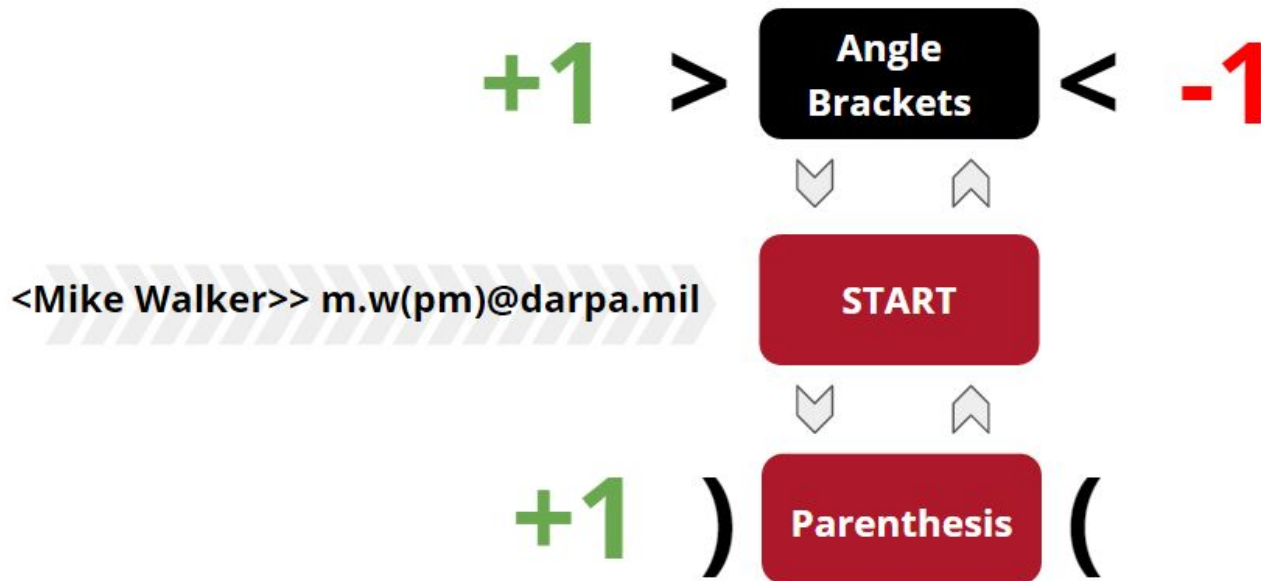 +1 > Angle Brackets < -1
<Mike Walker>> m.w(pm)@darpa.mil START
+1 ) Parenthesis (